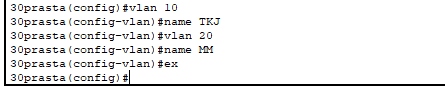 30prasta(config)#vlan 10
30prasta(config-vlan)#name TKJ
30prasta(config-vlan)#vlan 20
30prasta(config-vlan)#name MM
30prasta(config-vlan)#ex
30prasta(config)#